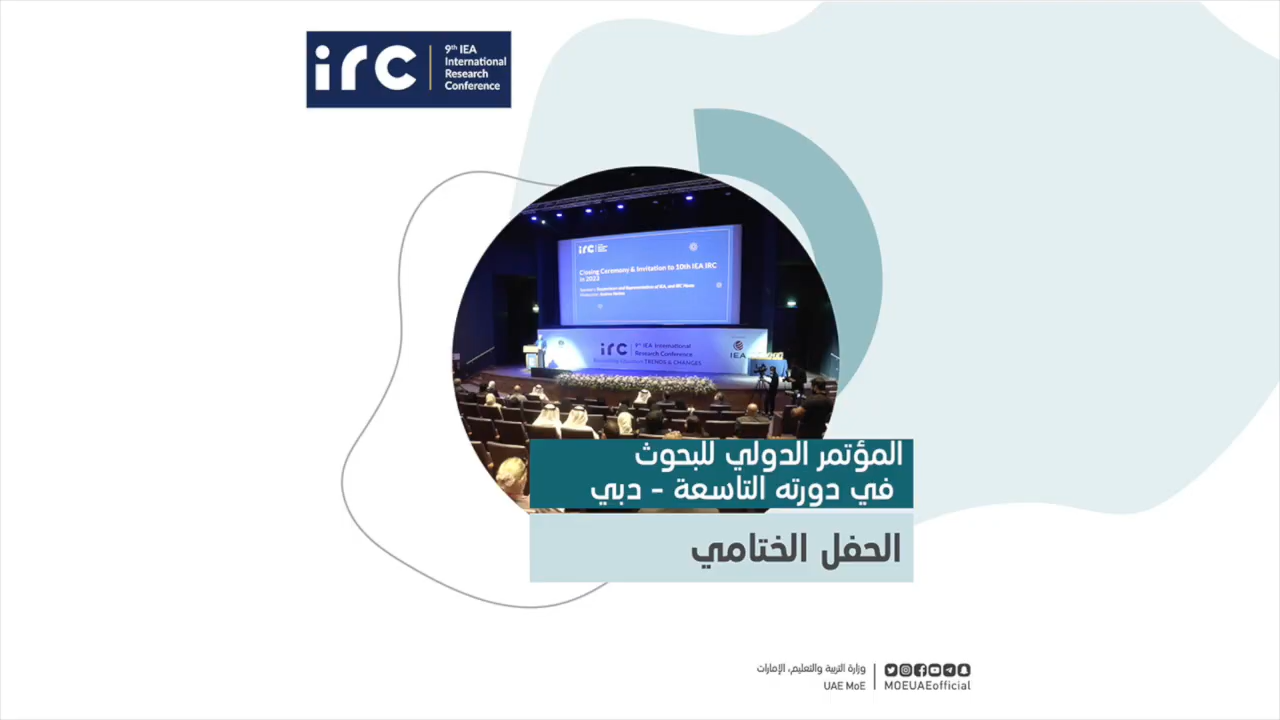 irc
9th IEA
International
Research
Conference
irc
Closing Ceremony & Invitation to 10th IEA IRC
in 2023
irc
9th IEA International
Research Conference
TRENDS & CHANGES
IEA
المؤتمر الدولي للبحوث
في دورته التاسعة - دبي
الحفل الختامي
وزارة التربية والتعليم، الإمارات
UAE MoE
MOEUAEofficial